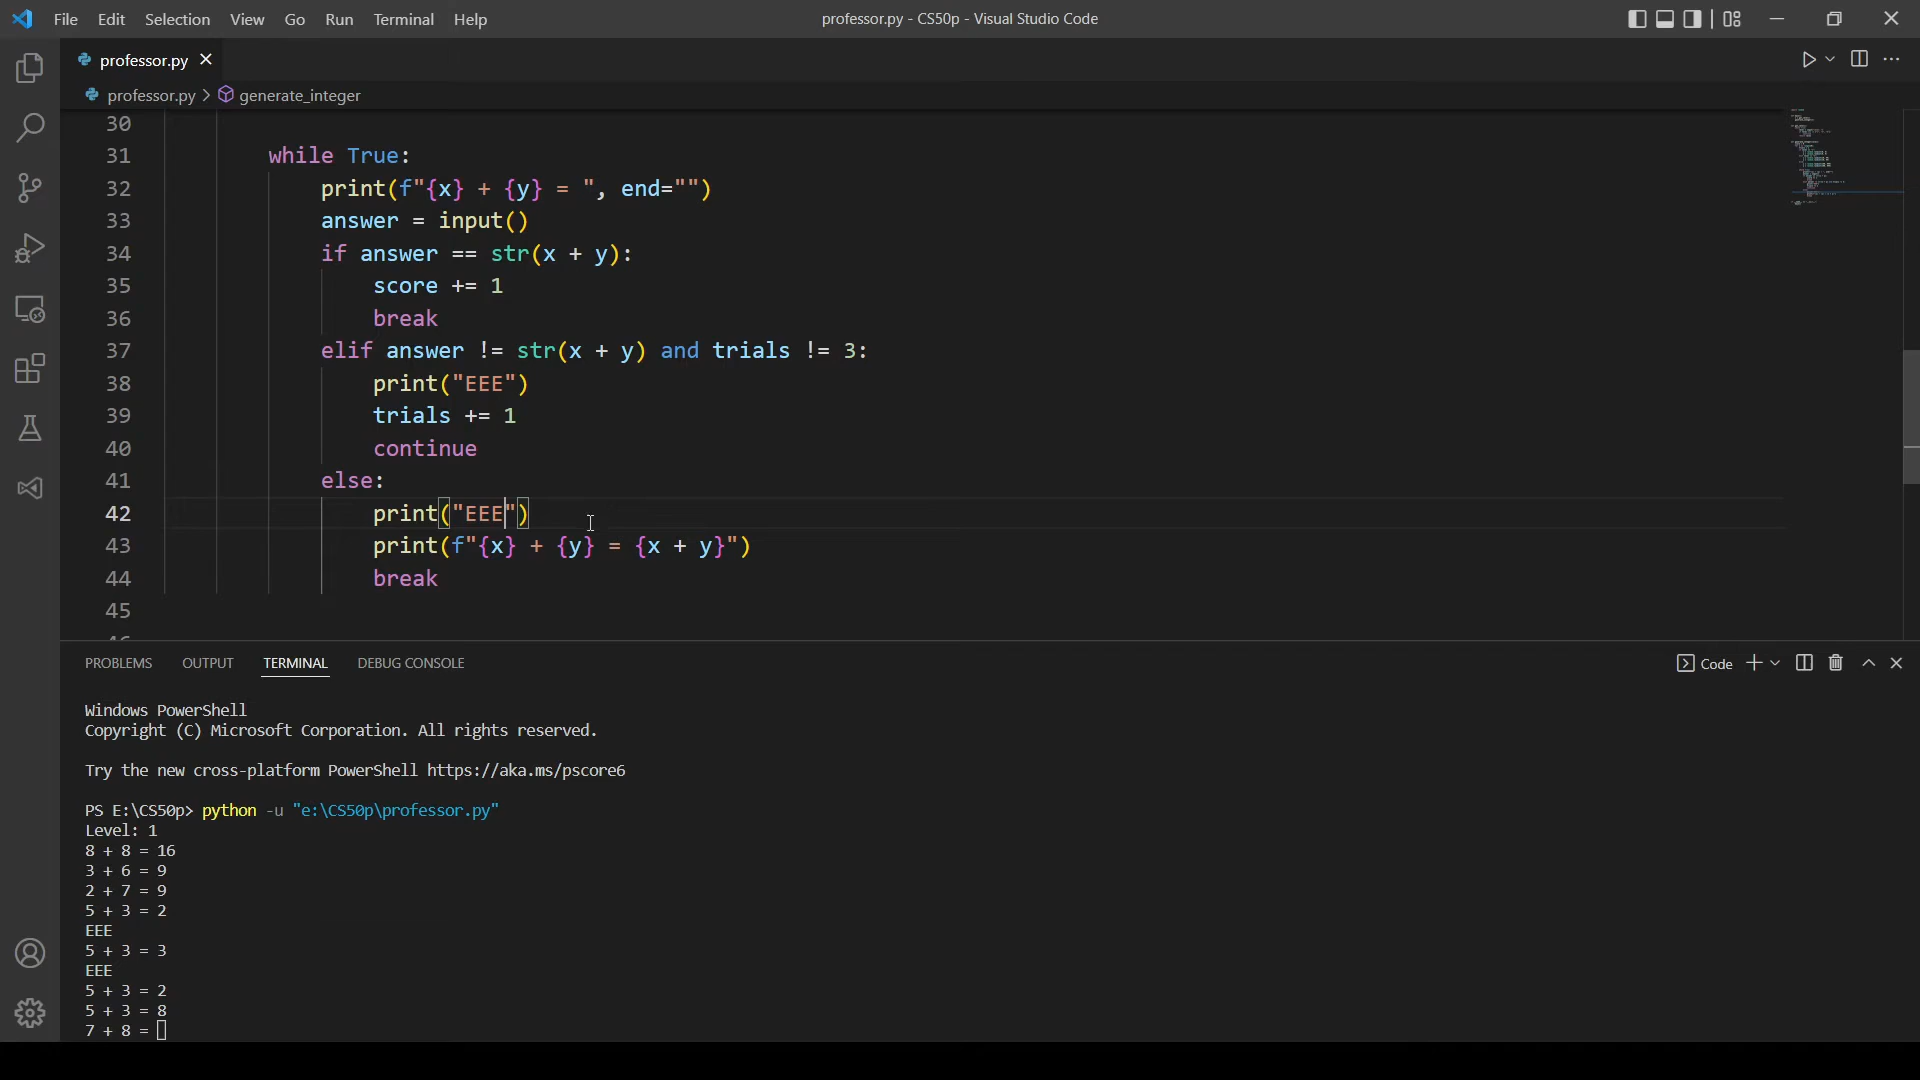 File Edit Selection View Go Run Terminal Help
professor.py - CS50p - Visual Studio Code
professor.py
professor.py > generate_integer
30
31 while True:
32 print(f"{x} + {y} = ", end="")
33 answer = input()
34 if answer == str(x + y):
35 score += 1
36 break
37 elif answer != str(x + y) and trials != 3:
38 print("EEE")
39 trials += 1
40 continue
41 else:
42 print("EEE")
43 print(f"{x} + {y} = {x + y}")
44 break
45
PROBLEMS OUTPUT TERMINAL DEBUG CONSOLE
Code
Windows PowerShell
Copyright (C) Microsoft Corporation. All rights reserved.
Try the new cross-platform PowerShell https://aka.ms/pscore6
PS E:\CS50p> python -u "e:\CS50p\professor.py"
Level: 1
8 + 8 = 16
3 + 6 = 9
2 + 7 = 9
5 + 3 = 2
EEE
5 + 3 = 3
EEE
5 + 3 = 2
5 + 3 = 8
7 + 8 =